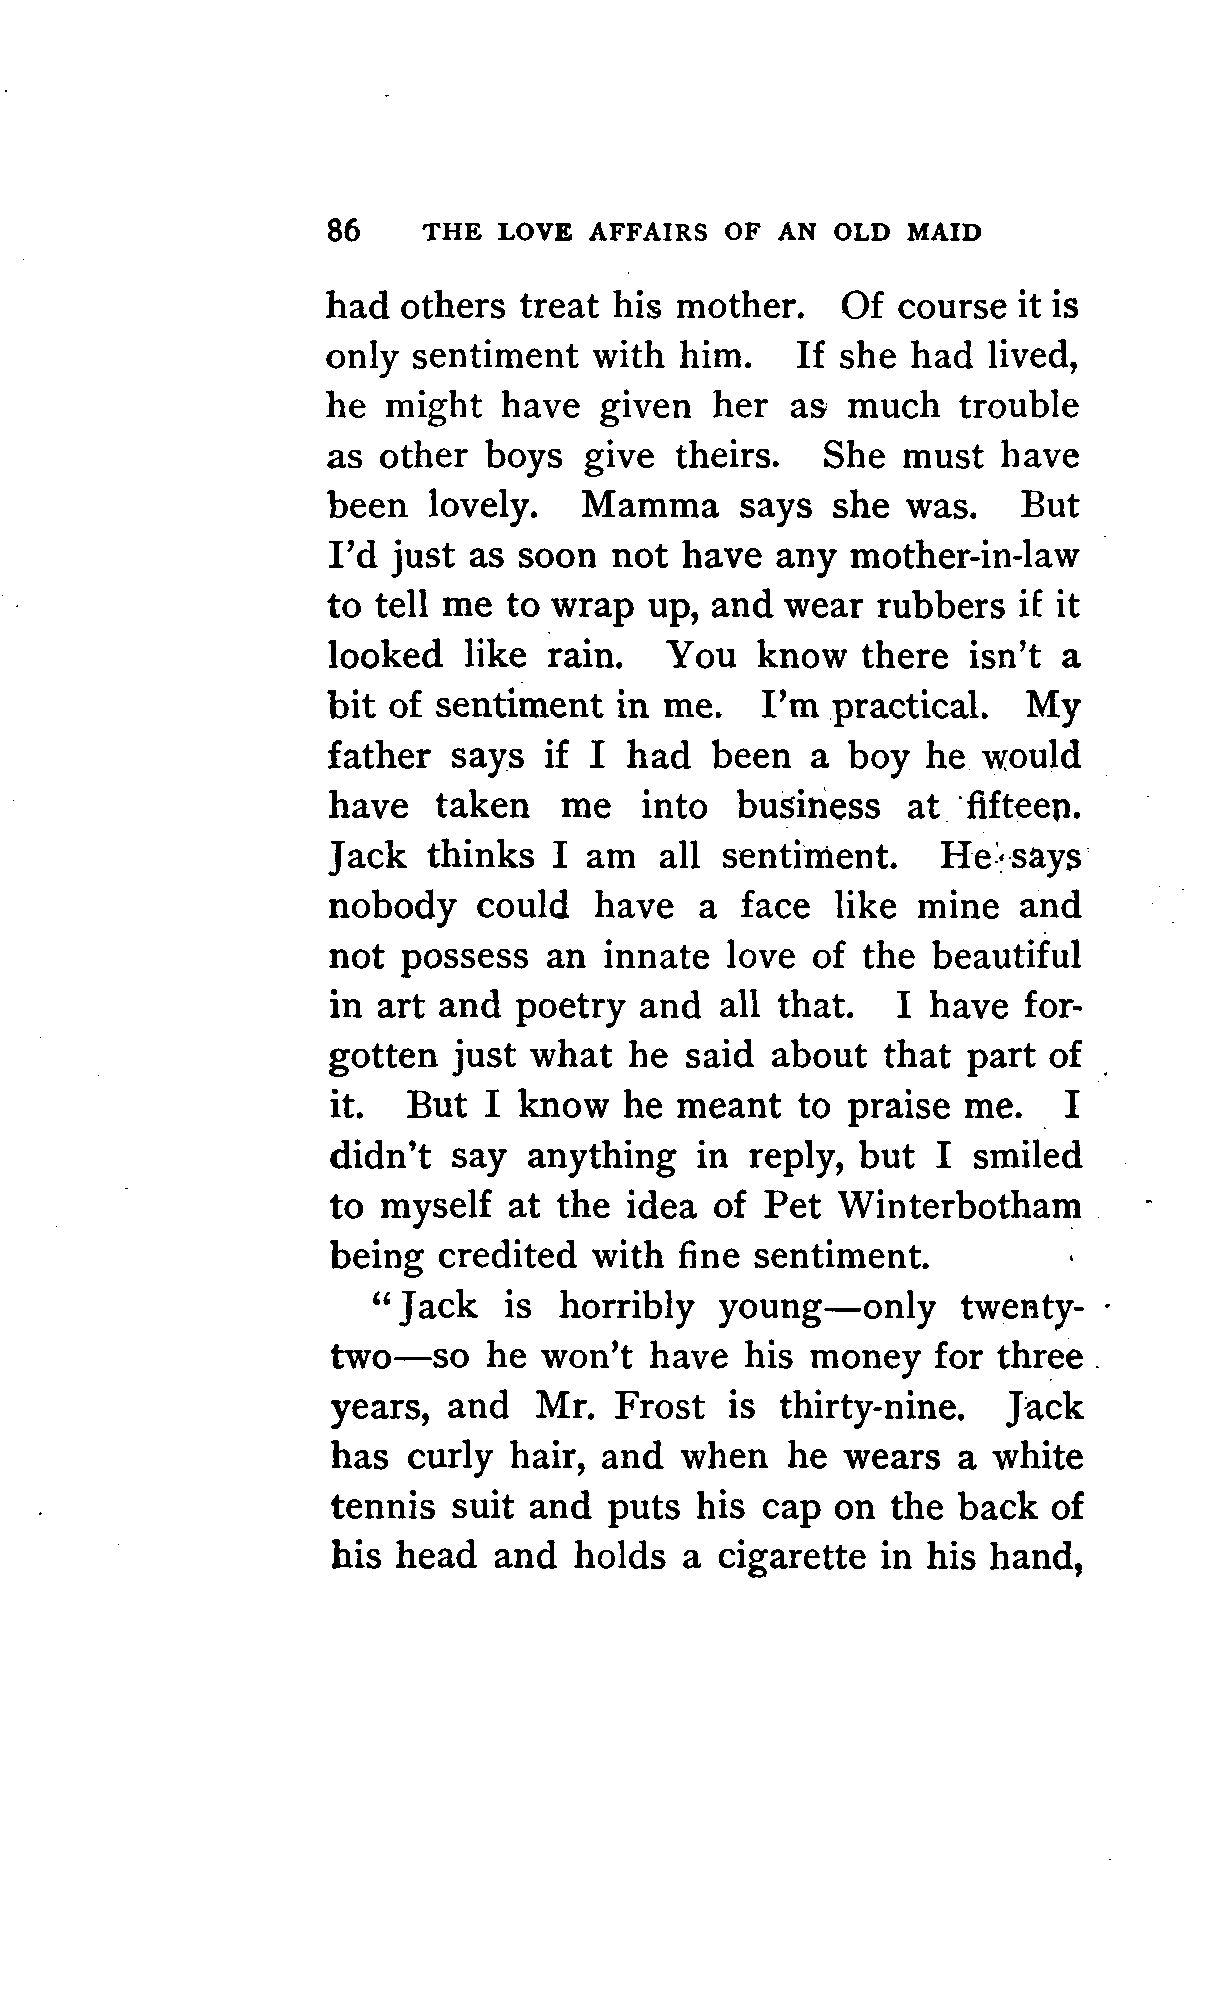 86 THE LOVE AFFAIRS OF AN OLD MAID
had others treat his mother. Of course it is
only sentiment with him. If she had lived,
he might have given her as much trouble
as other boys give theirs. She must have
been lovely. Mamma says she was. But
I'd just as soon not have any mother-in-law
to tell me to wrap up, and wear rubbers if it
looked like rain. You know there isn't a
bit of sentiment in me. I'm practical. My
father says if I had been a boy he would
have taken me into business at fifteen.
Jack thinks I am all sentiment. He says
nobody could have a face like mine and
not possess an innate love of the beautiful
in art and poetry and all that. I have for-
gotten just what he said about that part of
it. But I know he meant to praise me. I
didn't say anything in reply, but I smiled
to myself at the idea of Pet Winterbotham
being credited with fine sentiment.
"Jack is horribly young—only twenty-
two—so he won't have his money for three
years, and Mr. Frost is thirty-nine. Jack
has curly hair, and when he wears a white
tennis suit and puts his cap on the back of
his head and holds a cigarette in his hand,